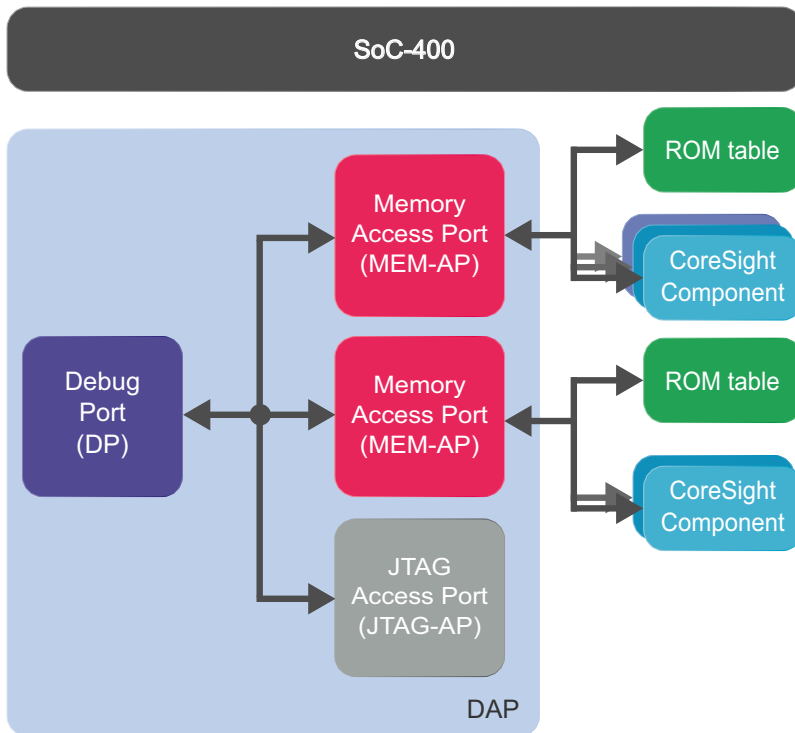 SoC-400
ROM table
Memory
Access Port
(MEM-AP)
CoreSight
Component
Debug
Port
(DP)
Memory
Access Port
(MEM-AP)
ROM table
CoreSight
Component
JTAG
Access Port
(JTAG-AP)
DAP